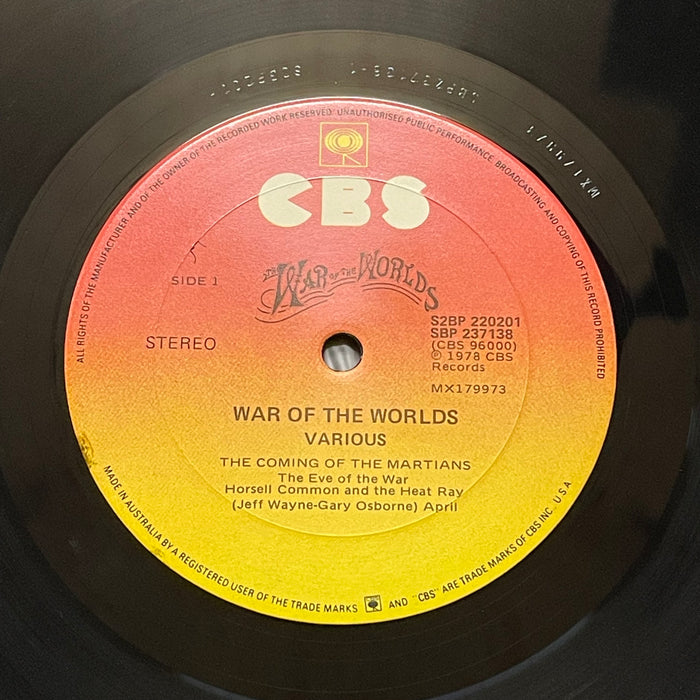 ALL RIGHTS OF THE MANUFACTURER AND OF THE OWNER OF THE RECORDED WORK RESERVED UNAUTHORISED PUBLIC PERFORMANCE, BROADCASTING AND COPYING OF THIS RECORD PROHIBITED
CBS
SIDE 1
THE WAR OF THE WORLDS
STEREO
S2BP 220201
SBP 237138
(CBS 96000)
℗ 1978 CBS
Records
MX179973
WAR OF THE WORLDS
VARIOUS
THE COMING OF THE MARTIANS
The Eve of the War
Horsell Common and the Heat Ray
(Jeff Wayne-Gary Osborne) April
MADE IN AUSTRALIA BY A REGISTERED USER OF THE TRADE MARKS AND "CBS" ARE TRADE MARKS OF CBS INC. U.S.A.